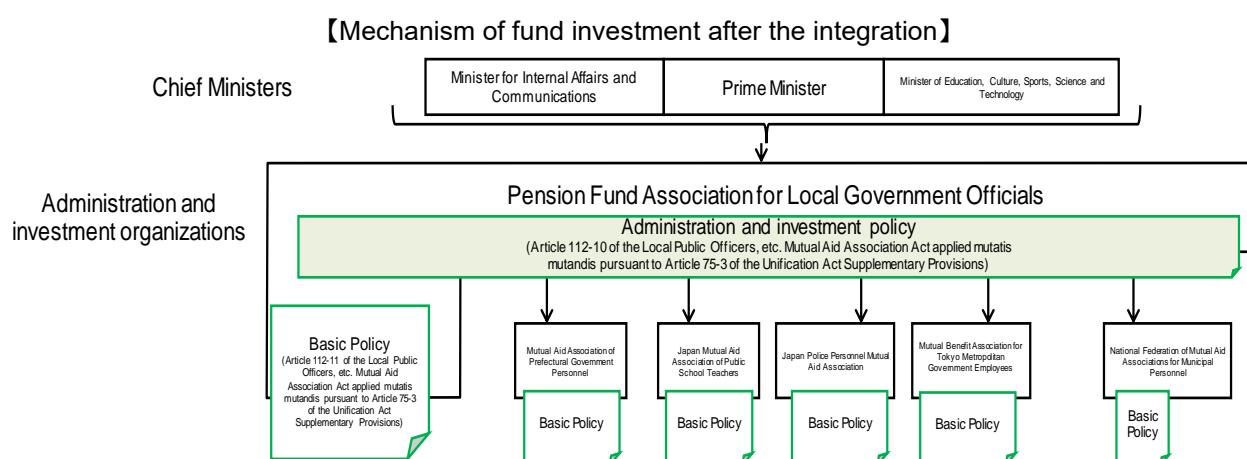 【Mechanism of fund investment after the integration】
Chief Ministers
Minister for Internal Affairs and
Communications
Prime Minister
Minister of Education, Culture, Sports, Science and
Technology
Administration and
investment organizations
Pension Fund Association for Local Government Officials
Administration and investment policy
(Article 112-10 of the Local Public Officers, etc. Mutual Aid Association Act applied mutatis
mutandis pursuant to Article 75-3 of the Unification Act Supplementary Provisions)
Basic Policy
(Article 112-11 of the Local Public
Officers, etc. Mutual Aid
Association Act applied mutatis
mutandis pursuant to Article 75-3
of the Unification Act
Supplementary Provisions)
Mutual Aid Association of
Prefectural Government
Personnel
Basic Policy
Japan Mutual Aid
Association of Public
School Teachers
Basic Policy
Japan Police Personnel Mutual
Aid Association
Basic Policy
Mutual Benefit Association for
Tokyo Metropolitan
Government Employees
Basic Policy
National Federation of Mutual Aid
Associations for Municipal
Personnel
Basic
Policy